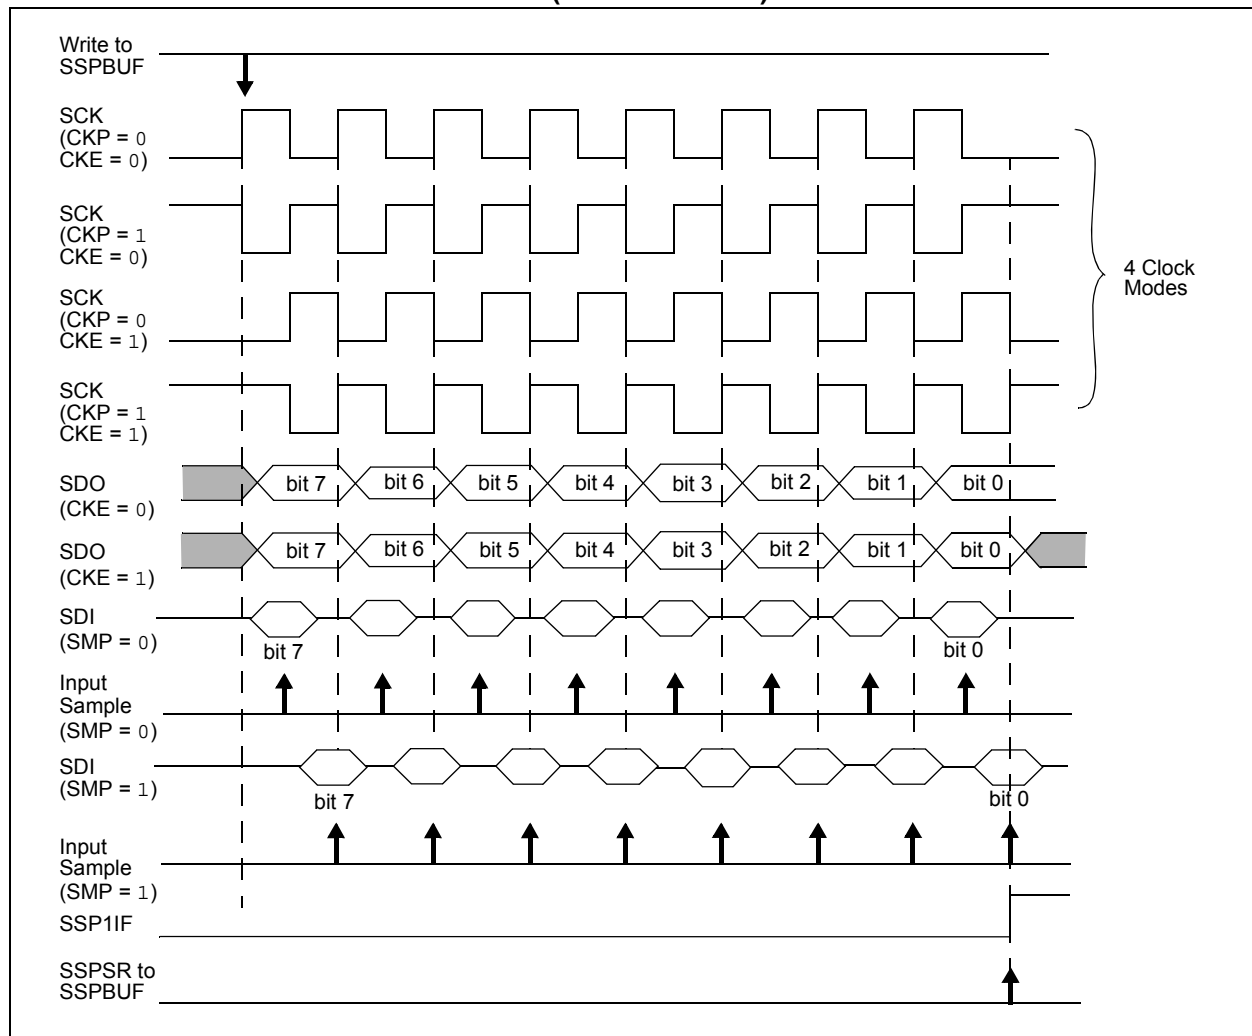 Write to
SSPBUF
SCK
(CKP = 0
CKE = 0)
SCK
(CKP = 1
CKE = 0)
SCK
(CKP = 0
CKE = 1)
SCK
(CKP = 1
CKE = 1)
4 Clock
Modes
SDO
(CKE = 0)
bit 7 bit 6 bit 5 bit 4 bit 3 bit 2 bit 1 bit 0
SDO
(CKE = 1)
bit 7 bit 6 bit 5 bit 4 bit 3 bit 2 bit 1 bit 0
SDI
(SMP = 0)
bit 7 bit 0
Input
Sample
(SMP = 0)
SDI
(SMP = 1)
bit 7 bit 0
Input
Sample
(SMP = 1)
SSP1IF
SSPSR to
SSPBUF